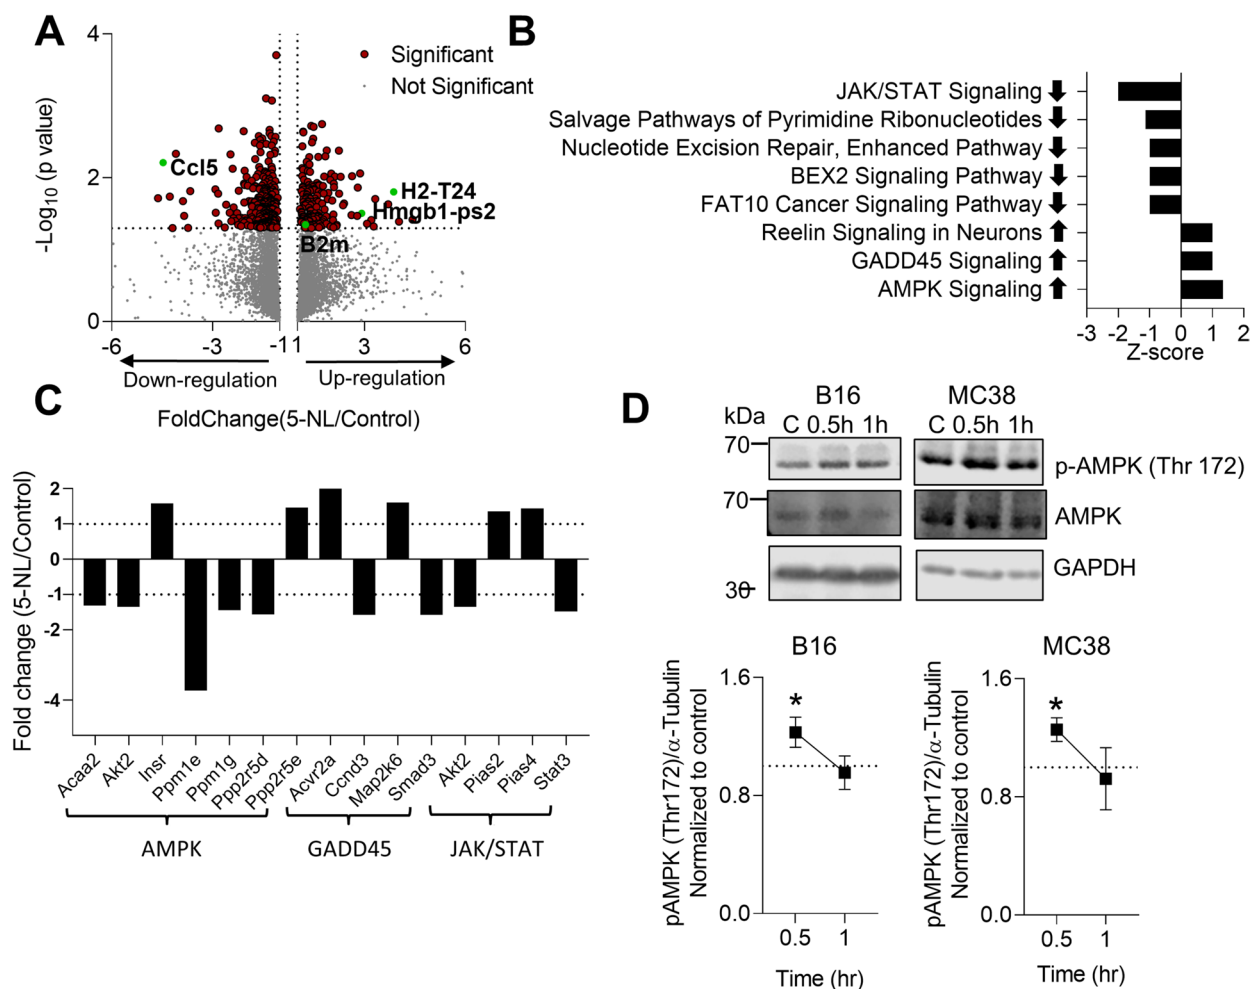 A
4
2
0
-Log10 (p value)
Significant
Not Significant
Ccl5
H2-T24
Hmgb1-ps2
B2m
-6
-3
-1
1
3
6
Down-regulation
Up-regulation
FoldChange(5-NL/Control)
B
JAK/STAT Signaling
Salvage Pathways of Pyrimidine Ribonucleotides
Nucleotide Excision Repair, Enhanced Pathway
BEX2 Signaling Pathway
FAT10 Cancer Signaling Pathway
Reelin Signaling in Neurons
GADD45 Signaling
AMPK Signaling
-3 -2 -1 0 1 2
Z-score
C
Fold change (5-NL/Control)
2
1
0
-1
-2
-4
Acaa2
Akt2
Insr
Ppm1e
Ppm1g
Ppp2r5d
Ppp2r5e
Acvr2a
Ccnd3
Map2k6
Smad3
Akt2
Pias2
Pias4
Stat3
AMPK
GADD45
JAK/STAT
D
B16
MC38
kDa
C 0.5h 1h
C 0.5h 1h
70
p-AMPK (Thr 172)
70
AMPK
GAPDH
30
B16
pAMPK (Thr172)/α-Tubulin
Normalized to control
1.6
0.8
0.0
*
0.5
1
Time (hr)
MC38
pAMPK (Thr172)/α-Tubulin
Normalized to control
1.6
0.8
0.0
*
0.5
1
Time (hr)